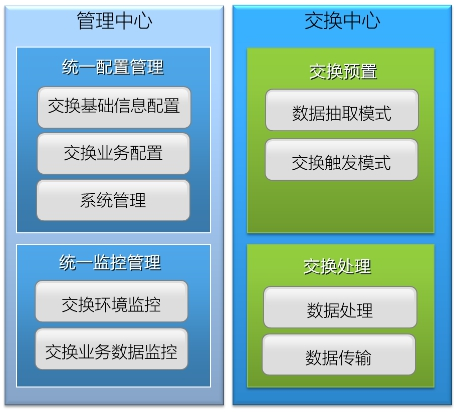 管理中心
统一配置管理
交换基础信息配置
交换业务配置
系统管理
统一监控管理
交换环境监控
交换业务数据监控
交换中心
交换预置
数据抽取模式
交换触发模式
交换处理
数据处理
数据传输